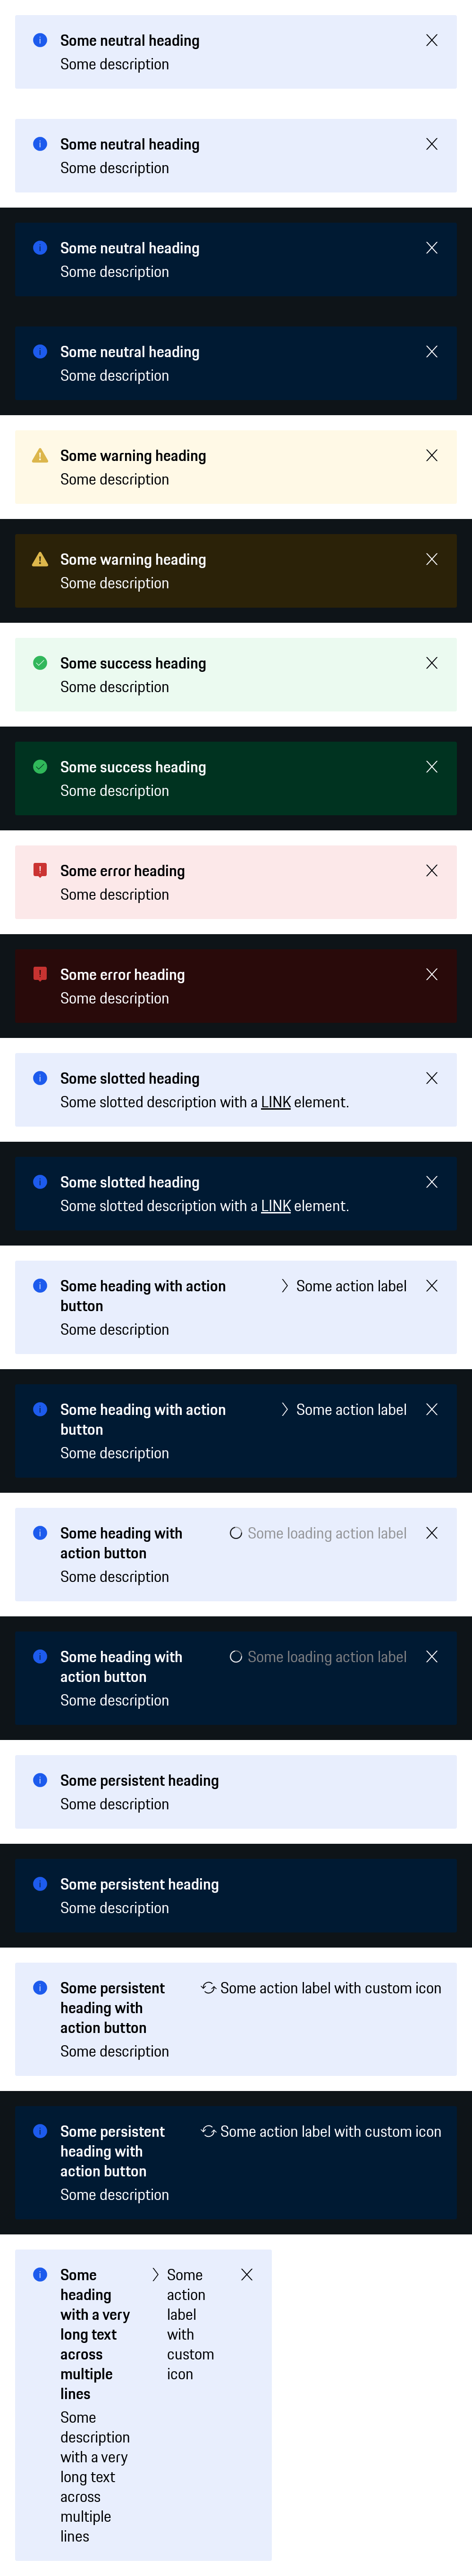 Some neutral heading
Some description
Some neutral heading
Some description
Some neutral heading
Some description
Some neutral heading
Some description
Some warning heading
Some description
Some warning heading
Some description
Some success heading
Some description
Some success heading
Some description
Some error heading
Some description
Some error heading
Some description
Some slotted heading
Some slotted description with a LINK element.
Some slotted heading
Some slotted description with a LINK element.
Some heading with action
button
Some description
Some action label
Some heading with action
button
Some description
Some action label
Some heading with
action button
Some description
Some loading action label
Some heading with
action button
Some description
Some loading action label
Some persistent heading
Some description
Some persistent heading
Some description
Some persistent
heading with
action button
Some description
Some action label with custom icon
Some persistent
heading with
action button
Some description
Some action label with custom icon
Some
heading
with a very
long text
across
multiple
lines
Some
description
with a very
long text
across
multiple
lines
Some
action
label
with
custom
icon